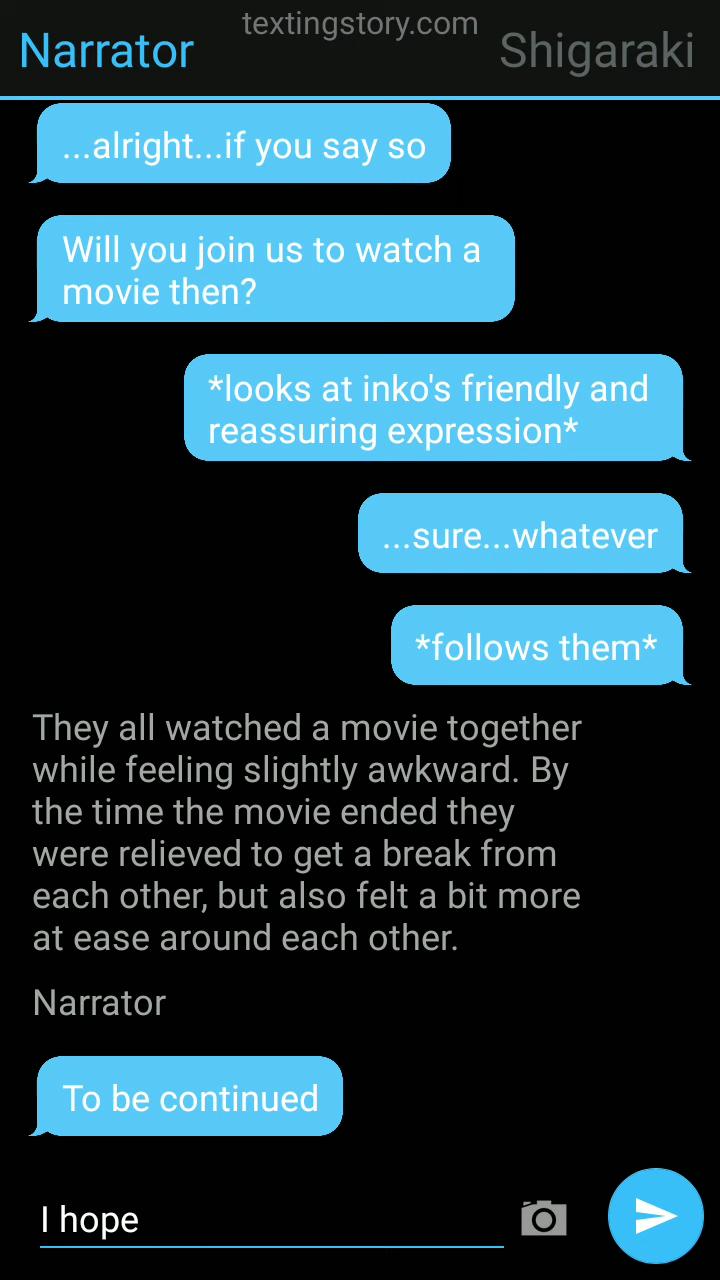 textingstory.com
Narrator
Shigaraki
...alright...if you say so
Will you join us to watch a
movie then?
*looks at inko's friendly and
reassuring expression*
...sure...whatever
*follows them*
They all watched a movie together
while feeling slightly awkward. By
the time the movie ended they
were relieved to get a break from
each other, but also felt a bit more
at ease around each other.
Narrator
To be continued
I hope